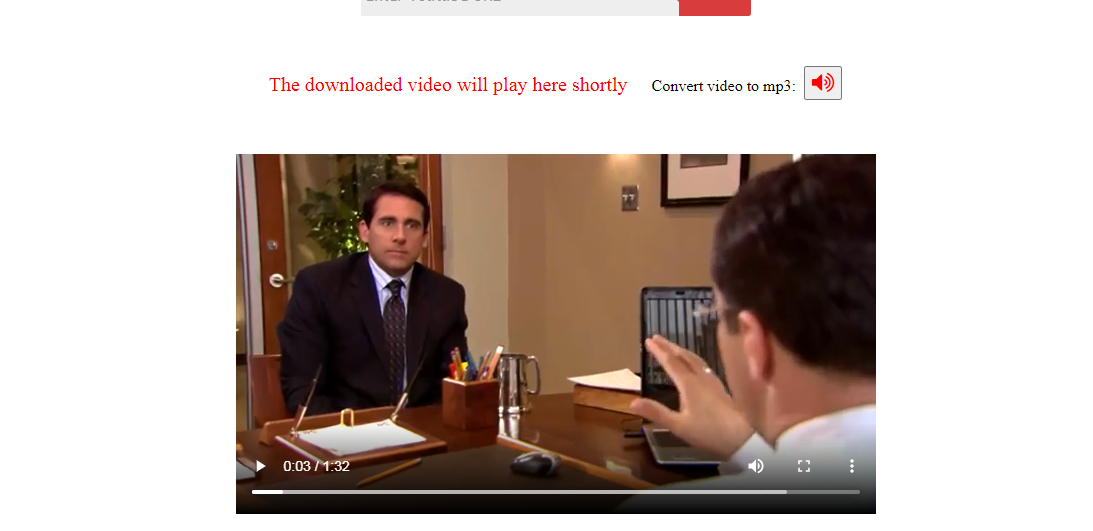 The downloaded video will play here shortly Convert video to mp3:
0:03 / 1:32